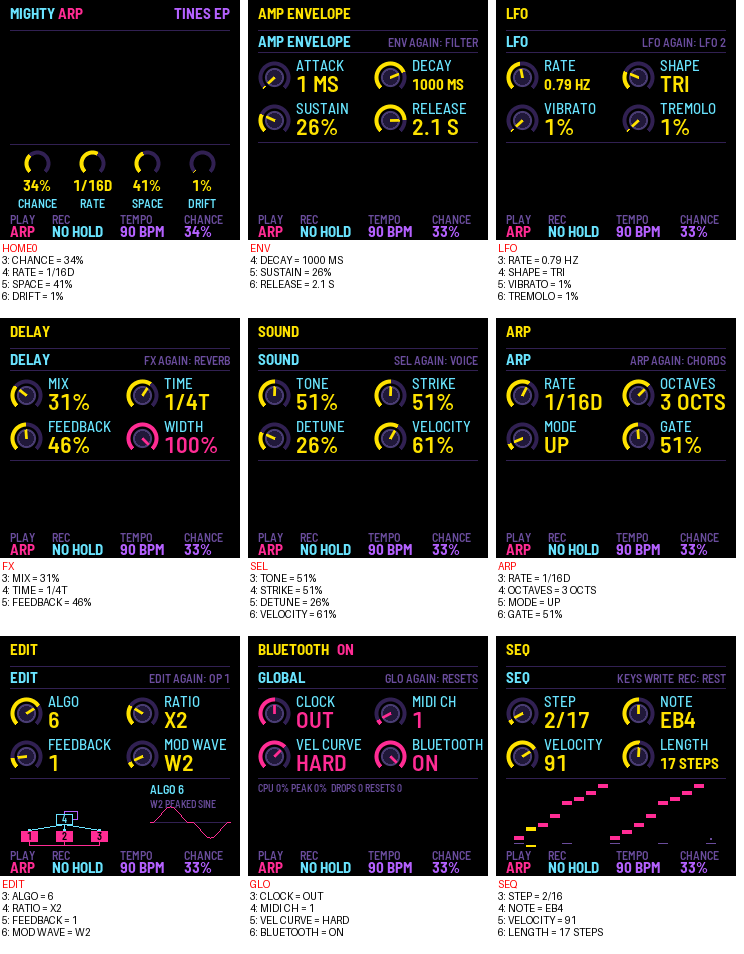 MIGHTY ARP TINES EP
34% 1/16D 41% 1%
CHANCE RATE SPACE DRIFT
PLAY REC TEMPO CHANCE
ARP NO HOLD 90 BPM 34%
HOME0
3: CHANCE = 34%
4: RATE = 1/16D
5: SPACE = 41%
6: DRIFT = 1%
AMP ENVELOPE
AMP ENVELOPE ENV AGAIN: FILTER
ATTACK DECAY
1 MS 1000 MS
SUSTAIN RELEASE
26% 2.1 S
PLAY REC TEMPO CHANCE
ARP NO HOLD 90 BPM 33%
ENV
4: DECAY = 1000 MS
5: SUSTAIN = 26%
6: RELEASE = 2.1 S
LFO
LFO LFO AGAIN: LFO 2
RATE SHAPE
0.79 HZ TRI
VIBRATO TREMOLO
1% 1%
PLAY REC TEMPO CHANCE
ARP NO HOLD 90 BPM 33%
LFO
3: RATE = 0.79 HZ
4: SHAPE = TRI
5: VIBRATO = 1%
6: TREMOLO = 1%
DELAY
DELAY FX AGAIN: REVERB
MIX TIME
31% 1/4T
FEEDBACK WIDTH
46% 100%
PLAY REC TEMPO CHANCE
ARP NO HOLD 90 BPM 33%
FX
3: MIX = 31%
4: TIME = 1/4T
5: FEEDBACK = 46%
SOUND
SOUND SEL AGAIN: VOICE
TONE STRIKE
51% 51%
DETUNE VELOCITY
26% 61%
PLAY REC TEMPO CHANCE
ARP NO HOLD 90 BPM 33%
SEL
3: TONE = 51%
4: STRIKE = 51%
5: DETUNE = 26%
6: VELOCITY = 61%
ARP
ARP ARP AGAIN: CHORDS
RATE OCTAVES
1/16D 3 OCTS
MODE GATE
UP 51%
PLAY REC TEMPO CHANCE
ARP NO HOLD 90 BPM 33%
ARP
3: RATE = 1/16D
4: OCTAVES = 3 OCTS
5: MODE = UP
6: GATE = 51%
EDIT
EDIT EDIT AGAIN: OP 1
ALGO RATIO
6 X2
FEEDBACK MOD WAVE
1 W2
ALGO 6
W2 PEAKED SINE
4
1 2 3
PLAY REC TEMPO CHANCE
ARP NO HOLD 90 BPM 33%
EDIT
3: ALGO = 6
4: RATIO = X2
5: FEEDBACK = 1
6: MOD WAVE = W2
BLUETOOTH ON
GLOBAL GLO AGAIN: RESETS
CLOCK MIDI CH
OUT 1
VEL CURVE BLUETOOTH
HARD ON
CPU 0% PEAK 0% DROPS 0 RESETS 0
PLAY REC TEMPO CHANCE
ARP NO HOLD 90 BPM 33%
GLO
3: CLOCK = OUT
4: MIDI CH = 1
5: VEL CURVE = HARD
6: BLUETOOTH = ON
SEQ
SEQ KEYS WRITE REC: REST
STEP NOTE
2/17 EB4
VELOCITY LENGTH
91 17 STEPS
PLAY REC TEMPO CHANCE
ARP NO HOLD 90 BPM 33%
SEQ
3: STEP = 2/16
4: NOTE = EB4
5: VELOCITY = 91
6: LENGTH = 17 STEPS